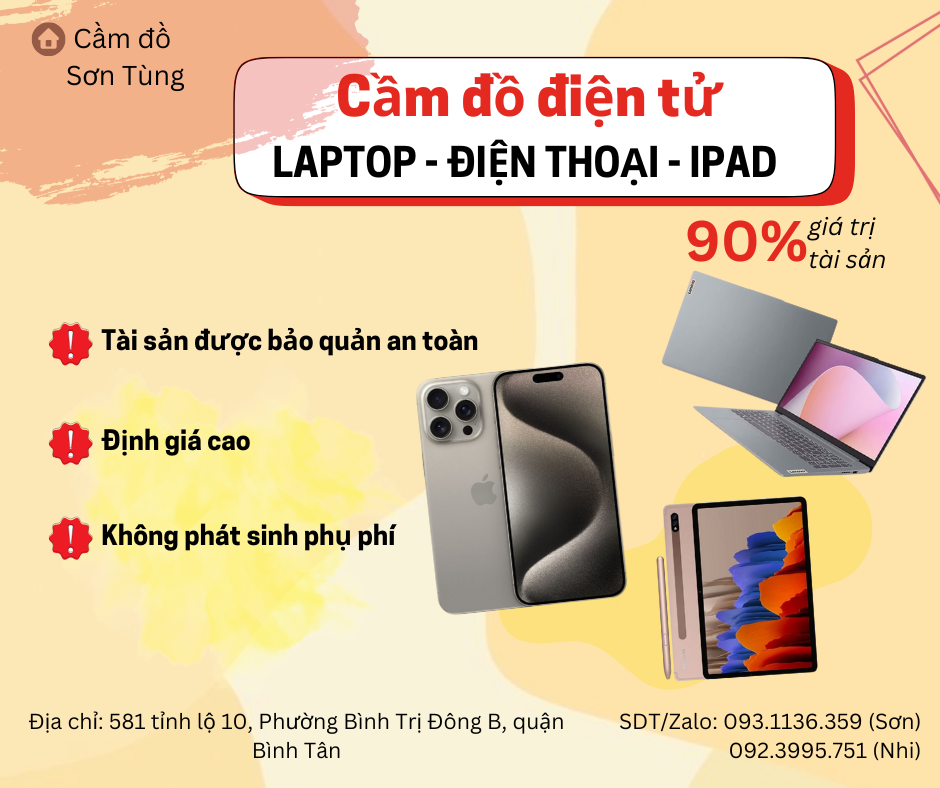 Cầm đồ
Sơn Tùng
Cầm đồ điện tử
LAPTOP - ĐIỆN THOẠI - IPAD
90% giá trị
tài sản
Tài sản được bảo quản an toàn
Định giá cao
Không phát sinh phụ phí
Địa chỉ: 581 tỉnh lộ 10, Phường Bình Trị Đông B, quận
Bình Tân
SDT/Zalo: 093.1136.359 (Sơn)
092.3995.751 (Nhi)